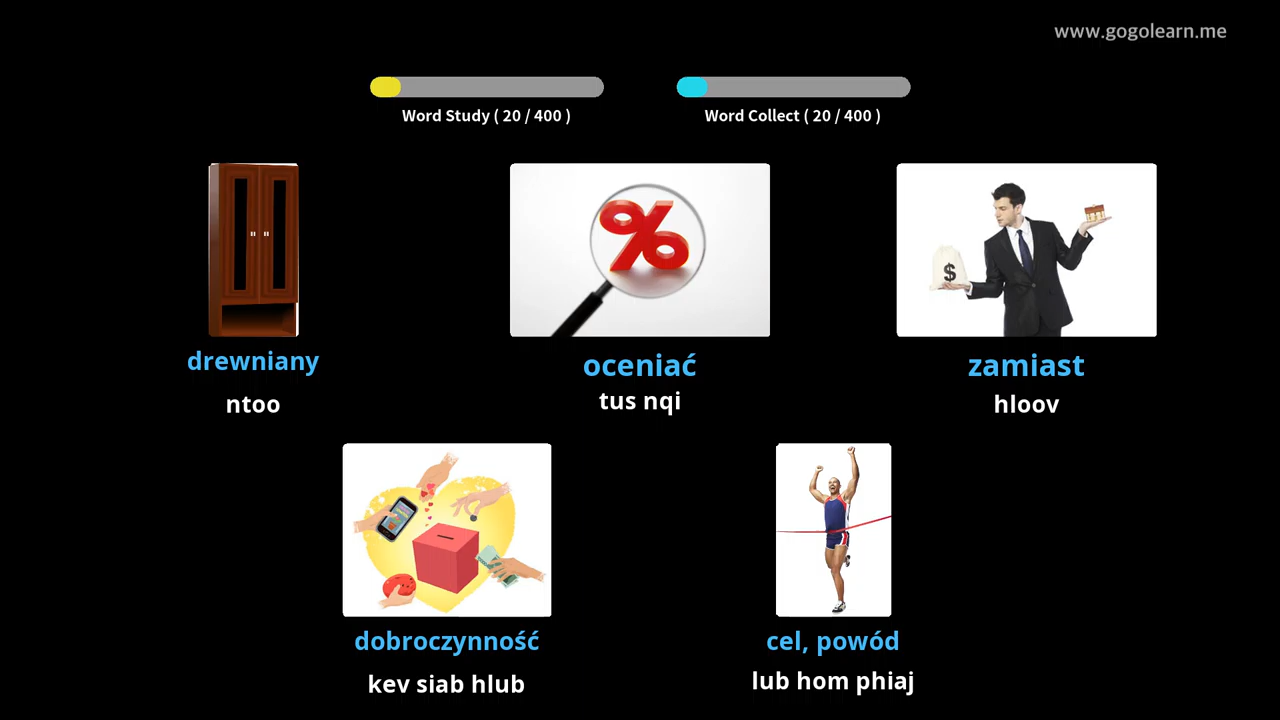 www.gogolearn.me
Word Study ( 20 / 400 )
Word Collect ( 20 / 400 )
drewniany
ntoo
oceniać
tus nqi
zamiast
hloov
dobroczynność
kev siab hlub
cel, powód
lub hom phiaj